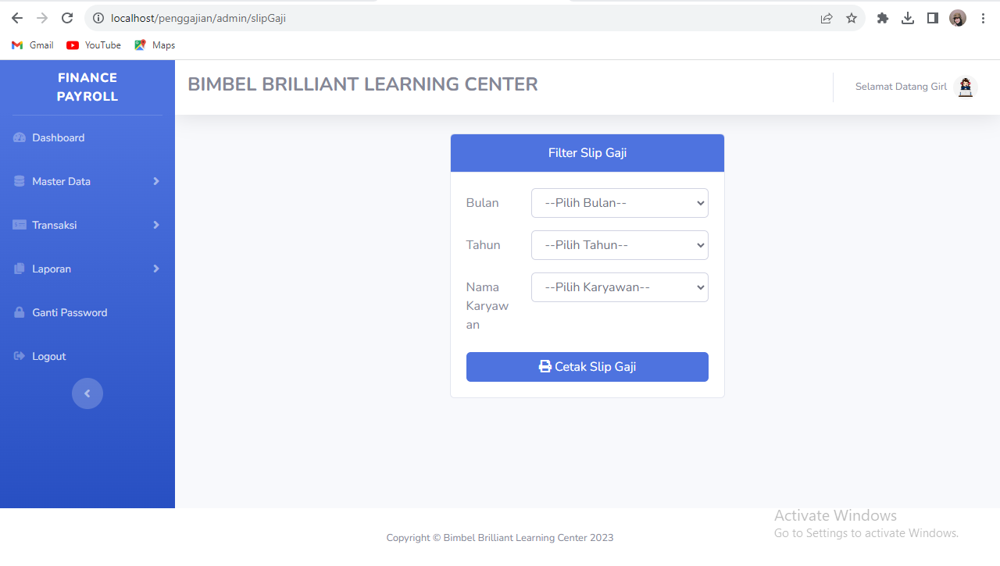 localhost/penggajian/admin/slipGaji
Gmail YouTube Maps
FINANCE
PAYROLL
BIMBEL BRILLIANT LEARNING CENTER
Selamat Datang Girl
Dashboard
Master Data
Transaksi
Laporan
Ganti Password
Logout
Filter Slip Gaji
Bulan --Pilih Bulan--
Tahun --Pilih Tahun--
Nama --Pilih Karyawan--
Karyaw
an
Cetak Slip Gaji
Activate Windows
Go to Settings to activate Windows.
Copyright © Bimbel Brilliant Learning Center 2023